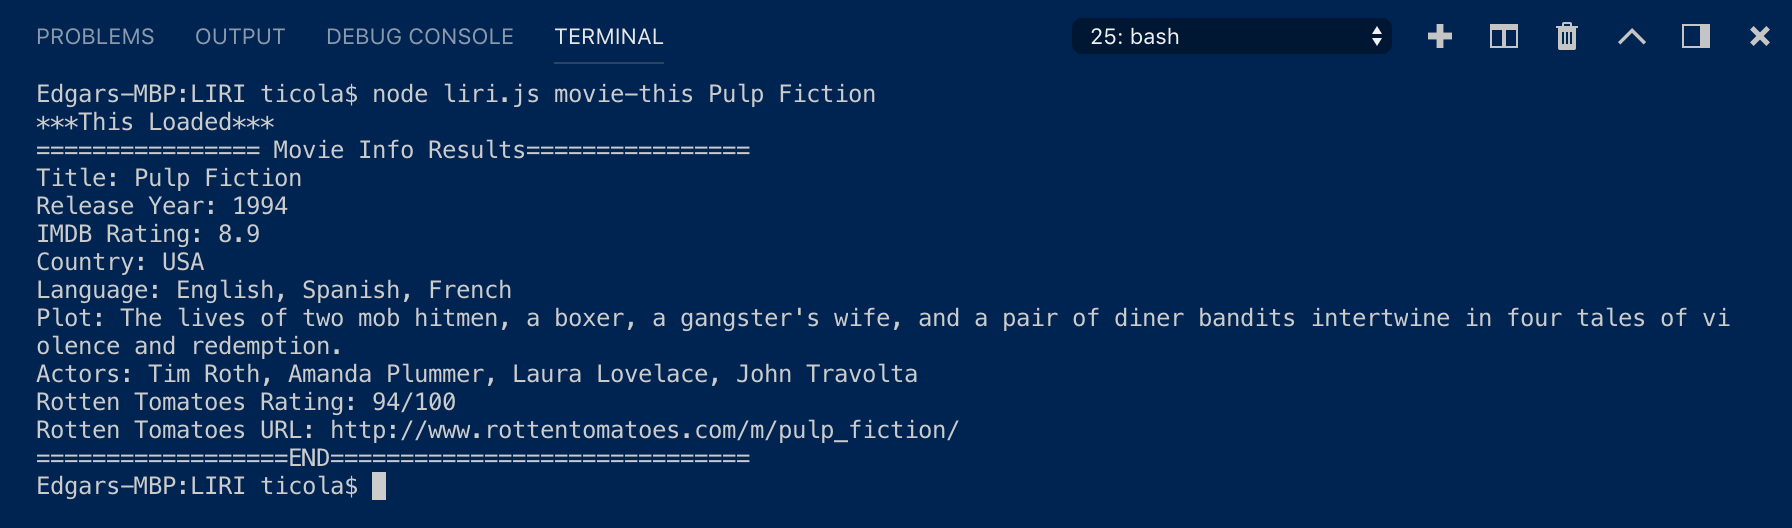 PROBLEMS OUTPUT DEBUG CONSOLE TERMINAL 25: bash
Edgars-MBP:LIRI ticola$ node liri.js movie-this Pulp Fiction
***This Loaded***
================ Movie Info Results================
Title: Pulp Fiction
Release Year: 1994
IMDB Rating: 8.9
Country: USA
Language: English, Spanish, French
Plot: The lives of two mob hitmen, a boxer, a gangster's wife, and a pair of diner bandits intertwine in four tales of vi
olence and redemption.
Actors: Tim Roth, Amanda Plummer, Laura Lovelace, John Travolta
Rotten Tomatoes Rating: 94/100
Rotten Tomatoes URL: http://www.rottentomatoes.com/m/pulp_fiction/
==================END==============================
Edgars-MBP:LIRI ticola$